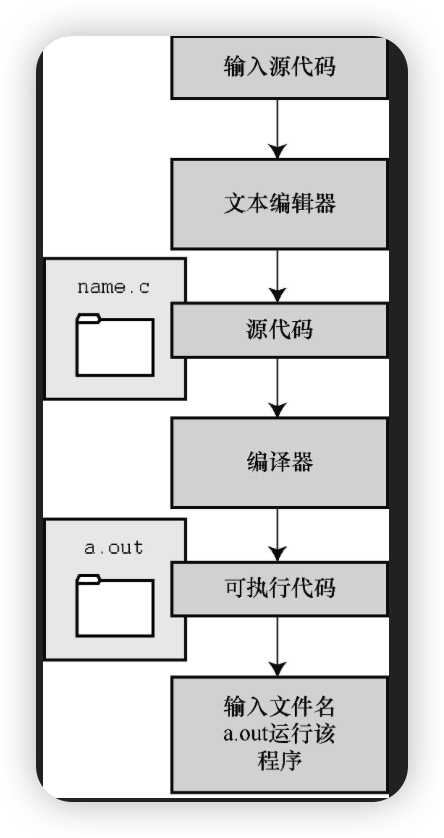 输入源代码
文本编辑器
name.c
源代码
编译器
a.out
可执行代码
输入文件名
a.out运行该
程序